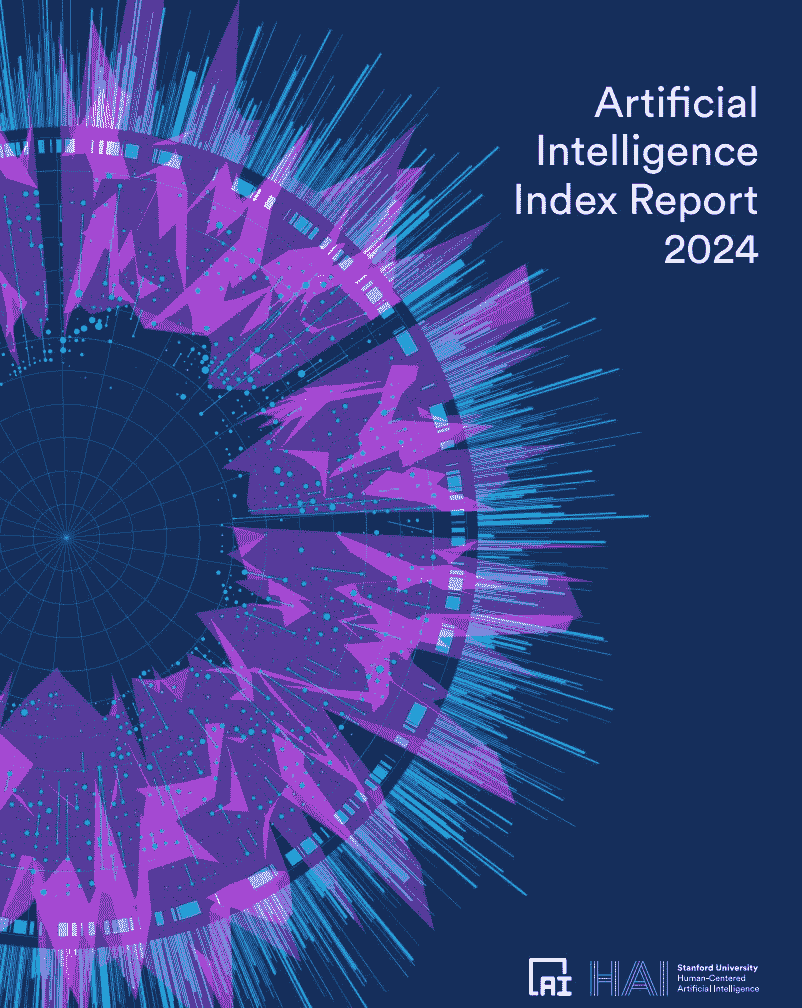 Artificial
Intelligence
Index Report
2024
AI
HAI
Stanford University
Human-Centered
Artificial Intelligence